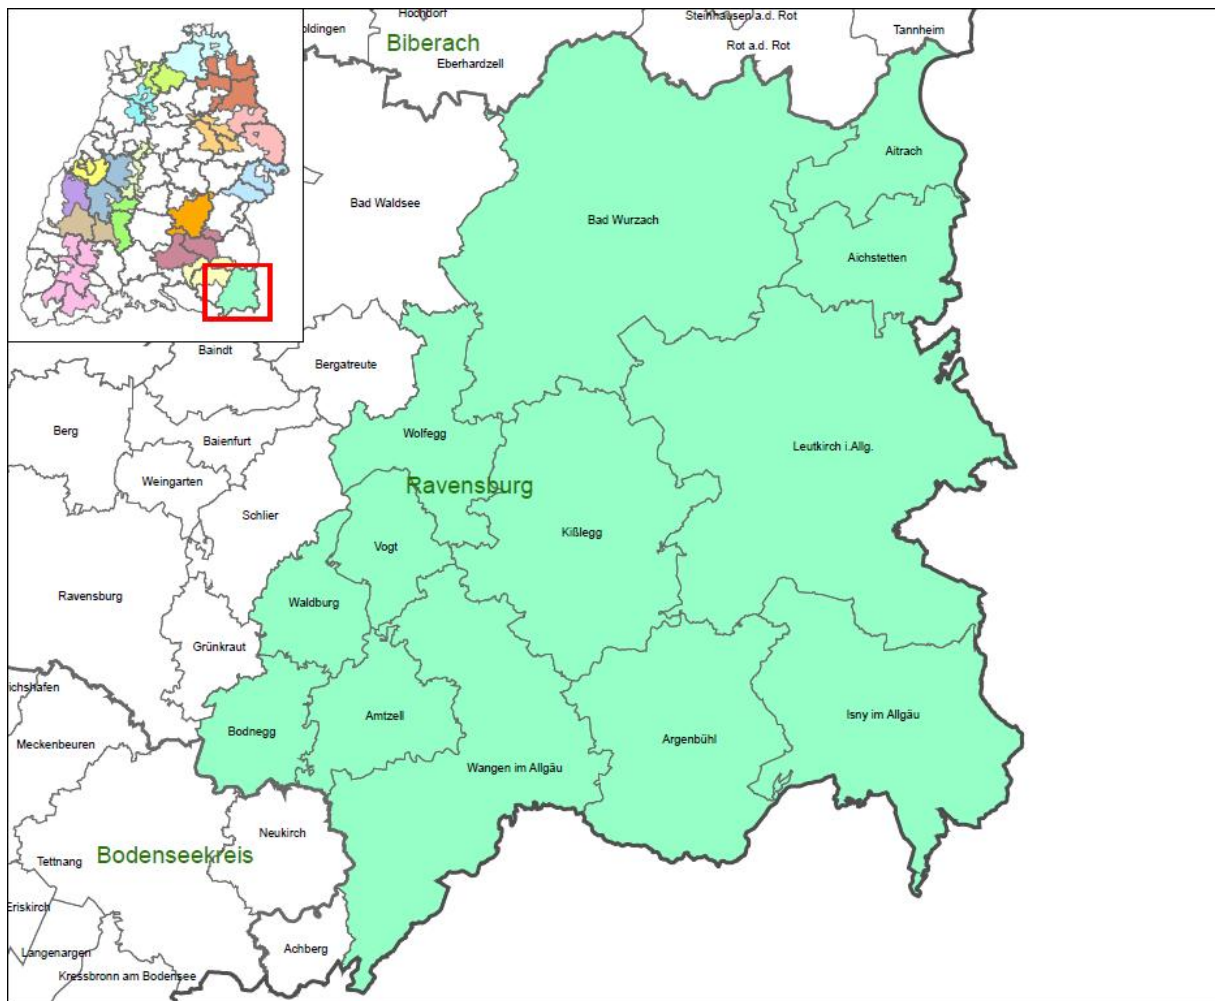 Hochdorf
Steinhausen a.d. Rot
Tannheim
oldingen
Biberach
Rot a.d. Rot
Eberhardzell
Aitrach
Bad Waldsee
Bad Wurzach
Aichstetten
Baindt
Bergatreute
Berg
Baienfurt
Wolfegg
Leutkirch i.Allg.
Weingarten
Ravensburg
Schlier
Kißlegg
Vogt
Ravensburg
Waldburg
Grünkraut
ichshafen
Amtzell
Isny im Allgäu
Bodnegg
Argenbühl
Meckenbeuren
Wangen im Allgäu
Neukirch
Bodenseekreis
Tettnang
Eriskirch
Achberg
Langenargen
Kressbronn am Bodensee